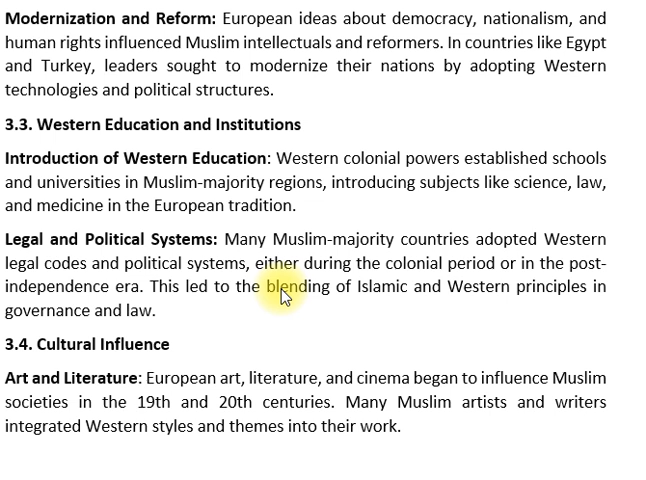 Modernization and Reform: European ideas about democracy, nationalism, and
human rights influenced Muslim intellectuals and reformers. In countries like Egypt
and Turkey, leaders sought to modernize their nations by adopting Western
technologies and political structures.
3.3. Western Education and Institutions
Introduction of Western Education: Western colonial powers established schools
and universities in Muslim-majority regions, introducing subjects like science, law,
and medicine in the European tradition.
Legal and Political Systems: Many Muslim-majority countries adopted Western
legal codes and political systems, either during the colonial period or in the post-
independence era. This led to the blending of Islamic and Western principles in
governance and law.
3.4. Cultural Influence
Art and Literature: European art, literature, and cinema began to influence Muslim
societies in the 19th and 20th centuries. Many Muslim artists and writers
integrated Western styles and themes into their work.